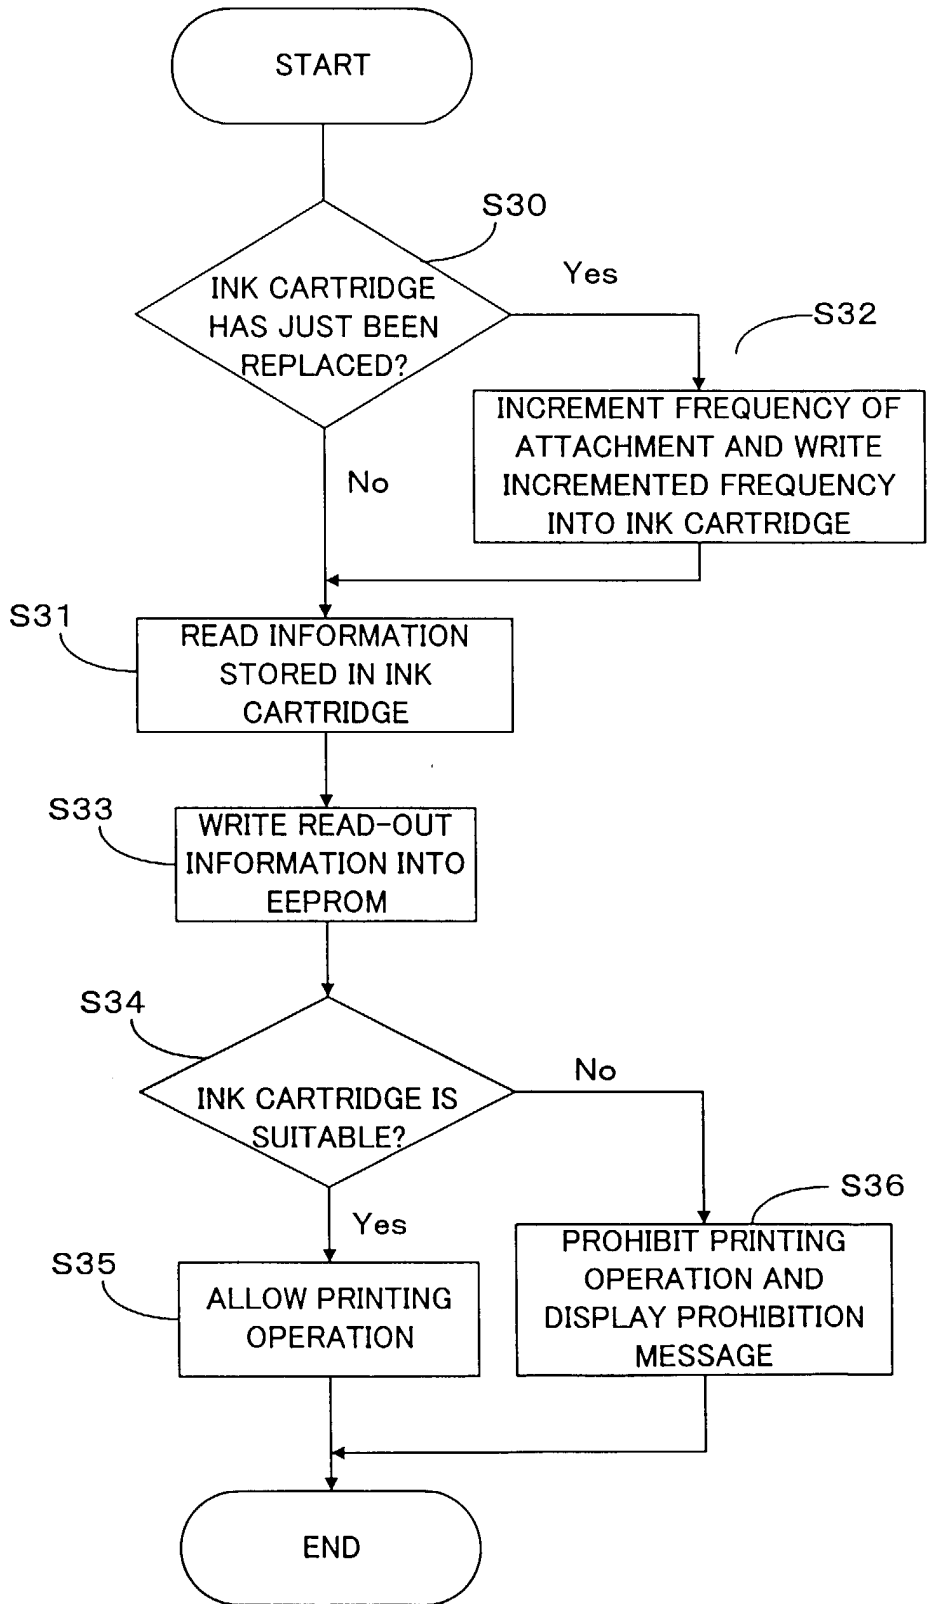 START
S30
INK CARTRIDGE
HAS JUST BEEN
REPLACED?
Yes
S32
INCREMENT FREQUENCY OF
ATTACHMENT AND WRITE
INCREMENTED FREQUENCY
INTO INK CARTRIDGE
No
S31
READ INFORMATION
STORED IN INK
CARTRIDGE
S33
WRITE READ-OUT
INFORMATION INTO
EEPROM
S34
INK CARTRIDGE IS
SUITABLE?
No
Yes
S36
PROHIBIT PRINTING
OPERATION AND
DISPLAY PROHIBITION
MESSAGE
S35
ALLOW PRINTING
OPERATION
END